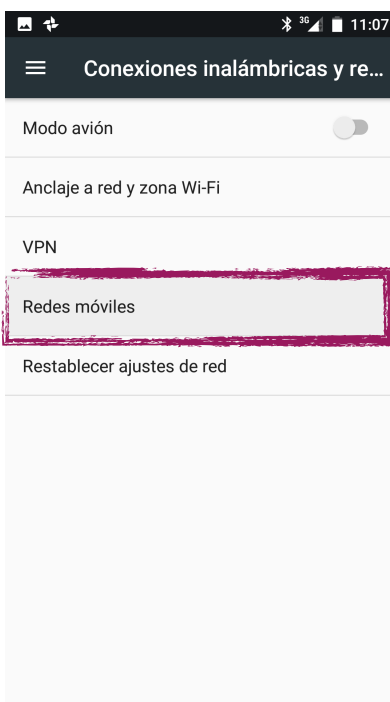 3G 11:07
Conexiones inalámbricas y re...
Modo avión
Anclaje a red y zona Wi-Fi
VPN
Redes móviles
Restablecer ajustes de red